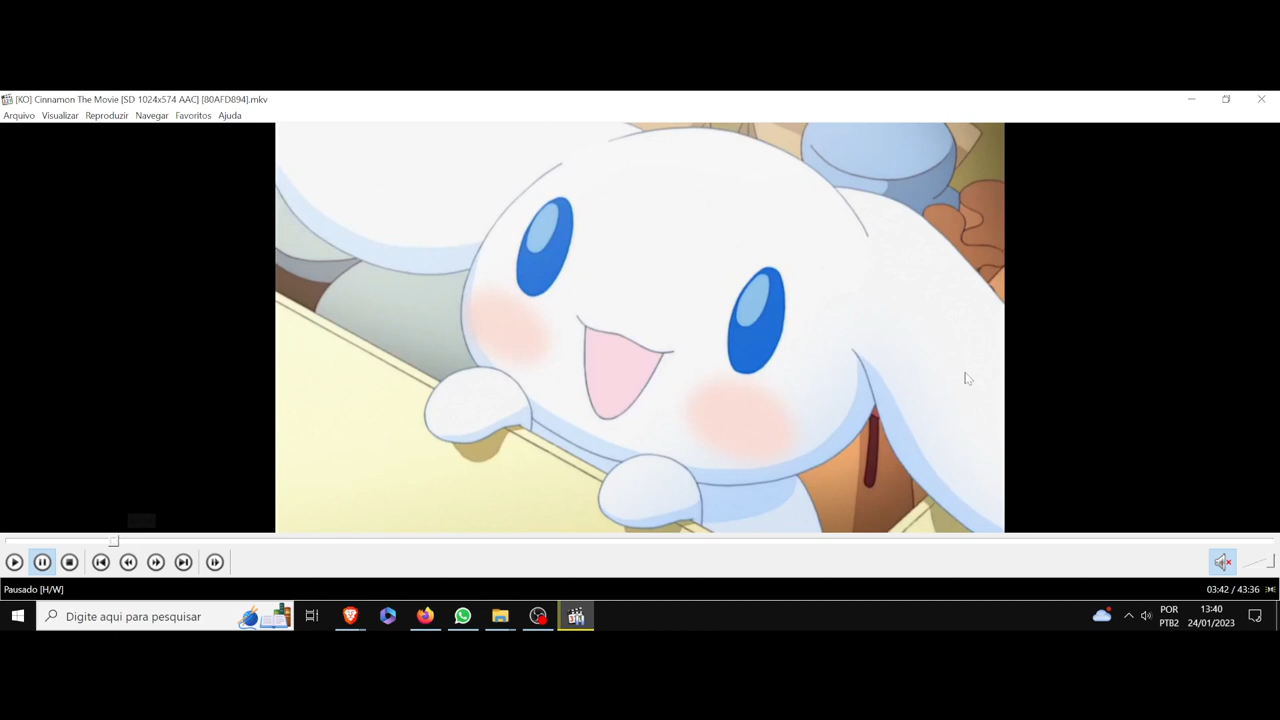 [KO] Cinnamon The Movie [SD 1024x574 AAC] [80AFD894].mkv
Arquivo Visualizar Reproduzir Navegar Favoritos Ajuda
Pausado [H/W] 03:42 / 43:36
Digite aqui para pesquisar
POR 13:40
PTB2 24/01/2023